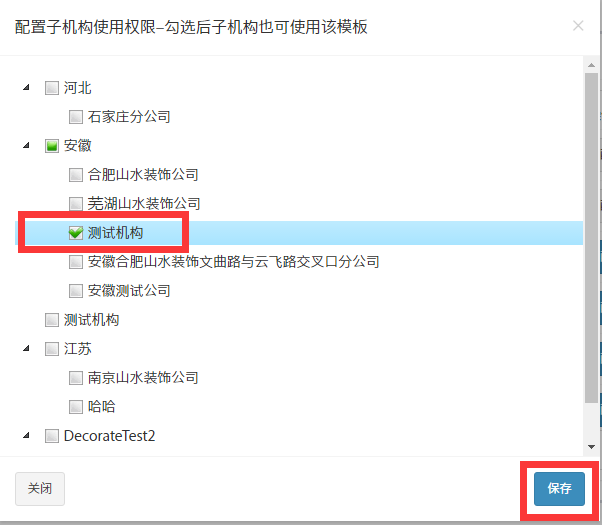 配置子机构使用权限–勾选后子机构也可使用该模板
河北
石家庄分公司
安徽
合肥山水装饰公司
芜湖山水装饰公司
测试机构
安徽合肥山水装饰文曲路与云飞路交叉口分公司
安徽测试公司
测试机构
江苏
南京山水装饰公司
哈哈
DecorateTest2
关闭
保存